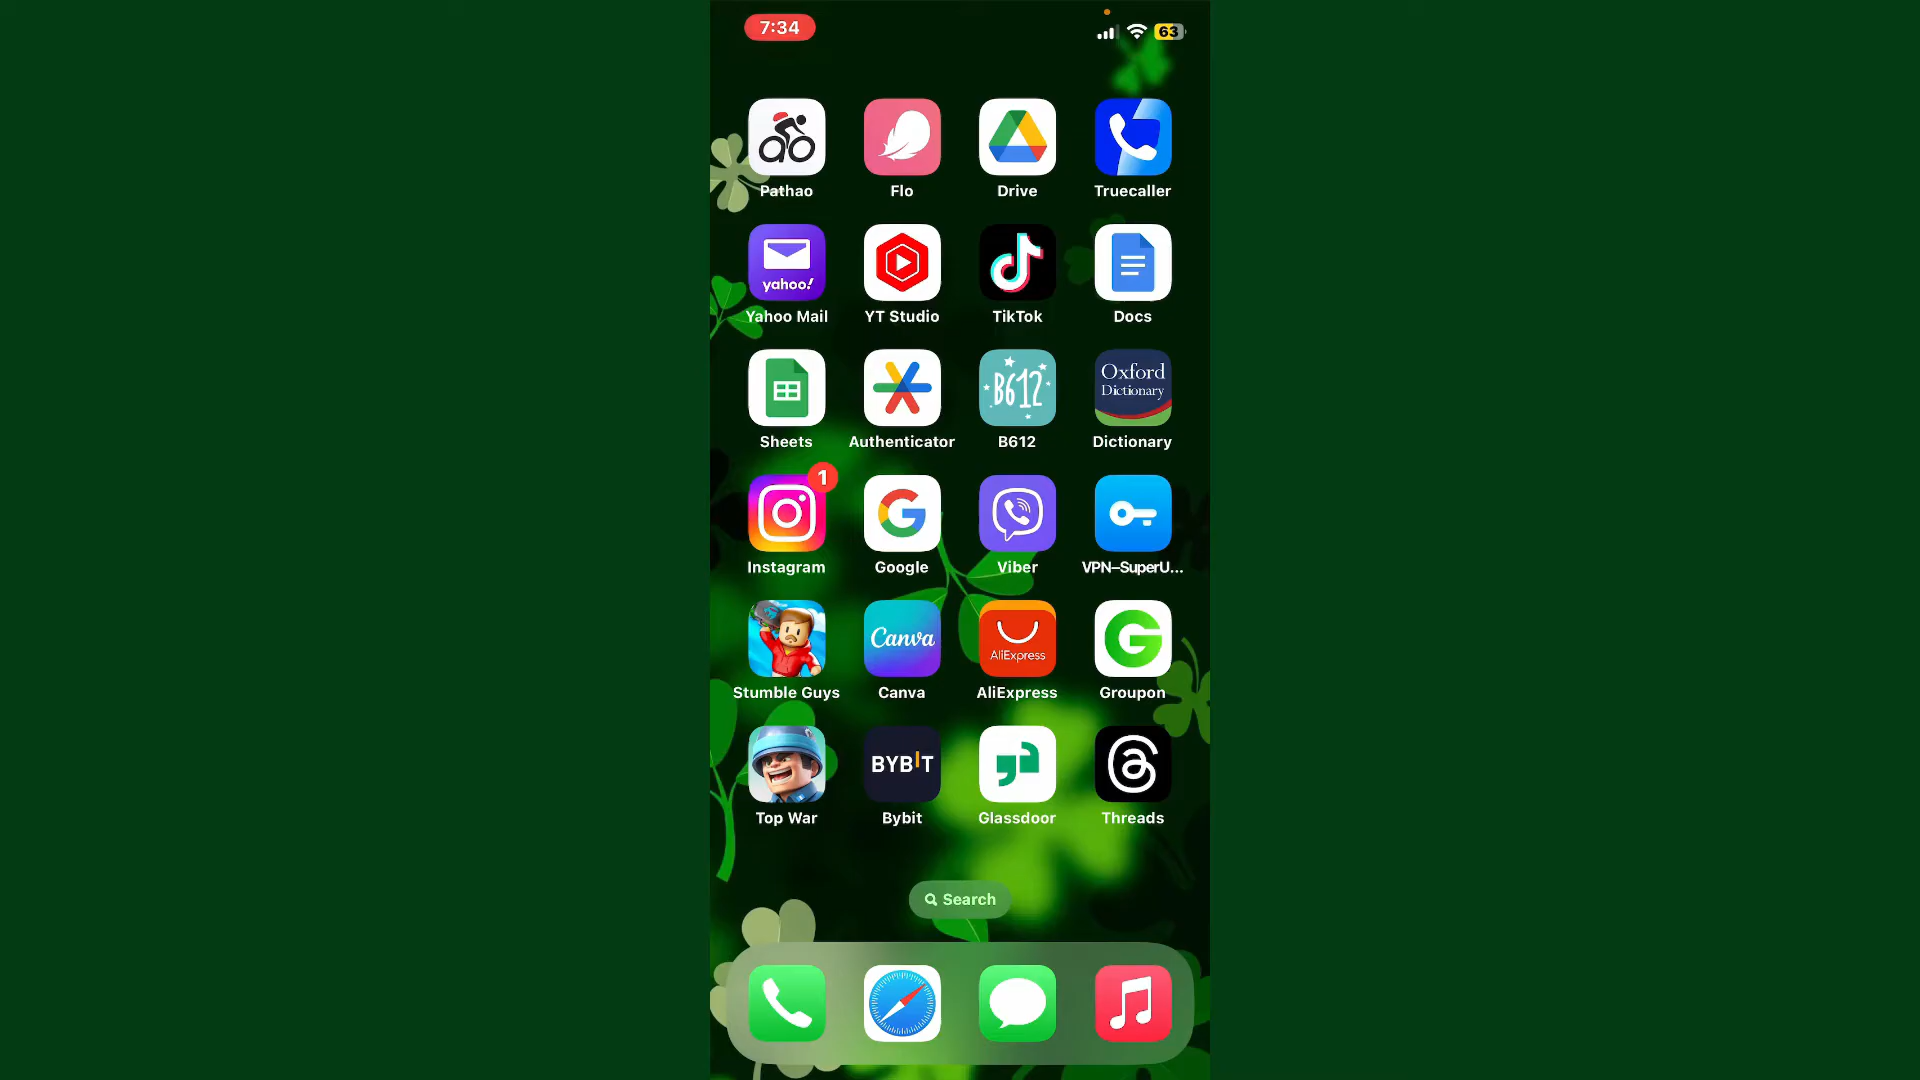 7:34
63
Pathao Flo Drive Truecaller
yahoo!
Yahoo Mail YT Studio TikTok Docs
B612
Oxford
Dictionary
Sheets Authenticator B612 Dictionary
1
Instagram Google Viber VPN–SuperU...
Canva
AliExpress
Stumble Guys Canva AliExpress Groupon
BYBIT
Top War Bybit Glassdoor Threads
Search